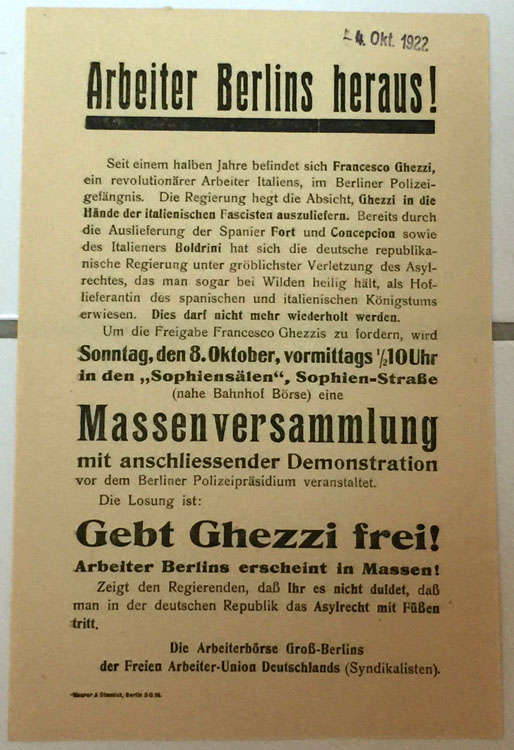 4. Okt. 1922
Arbeiter Berlins heraus!
Seit einem halben Jahre befindet sich Francesco Ghezzi,
ein revolutionärer Arbeiter Italiens, im Berliner Polizei-
gefängnis. Die Regierung hegt die Absicht, Ghezzi in die
Hände der italienischen Fascisten auszuliefern. Bereits durch
die Auslieferung der Spanier Fort und Concepcion sowie
des Italieners Boldrini hat sich die deutsche republika-
nische Regierung unter gröblichster Verletzung des Asyl-
rechtes, das man sogar bei Wilden heilig hält, als Hof-
lieferantin des spanischen und italienischen Königstums
erwiesen. Dies darf nicht mehr wiederholt werden.
Um die Freigabe Francesco Ghezzis zu fordern, wird
Sonntag, den 8. Oktober, vormittags ½10 Uhr
in den „Sophiensälen“, Sophien-Straße
(nahe Bahnhof Börse) eine
Massenversammlung
mit anschliessender Demonstration
vor dem Berliner Polizeipräsidium veranstaltet.
Die Losung ist:
Gebt Ghezzi frei!
Arbeiter Berlins erscheint in Massen!
Zeigt den Regierenden, daß Ihr es nicht duldet, daß
man in der deutschen Republik das Asylrecht mit Füßen
tritt.
Die Arbeiterbörse Groß-Berlins
der Freien Arbeiter-Union Deutschlands (Syndikalisten).
Maurer & Berlin